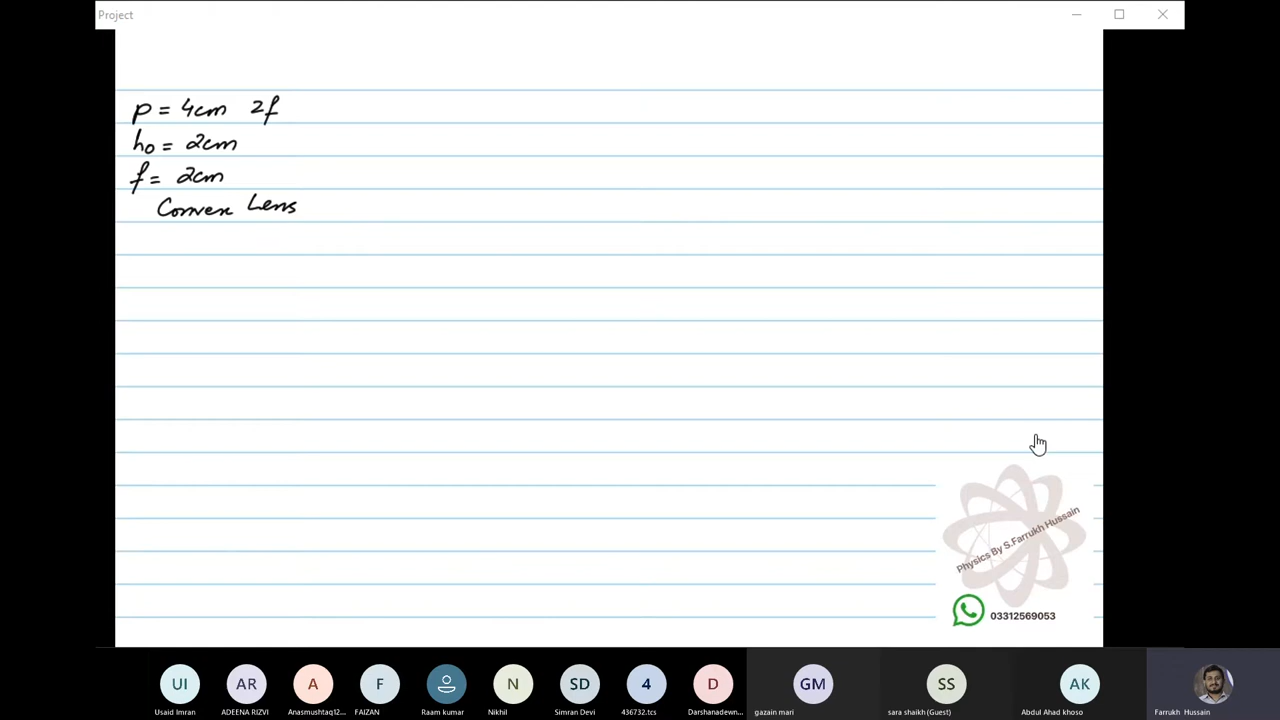 Project
p = 4cm 2f
ho = 2cm
f = 2cm
Convex Lens
Physics By S.Farrukh Hussain
03312569053
UI AR A F N SD 4 D GM SS AK
Usaid Imran ADEENA RIZVI Anasmushtaq12... FAIZAN Raam kumar Nikhil Simran Devi 436732.tcs Darshanadewn... gazain mari sara shaikh (Guest) Abdul Ahad khoso Farrukh Hussain